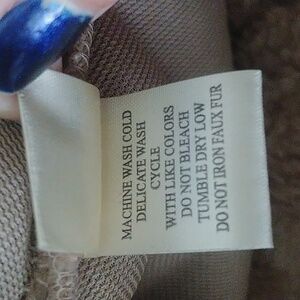 MACHINE WASH COLD
DELICATE WASH
CYCLE
WITH LIKE COLORS
DO NOT BLEACH
TUMBLE DRY LOW
DO NOT IRON FAUX FUR